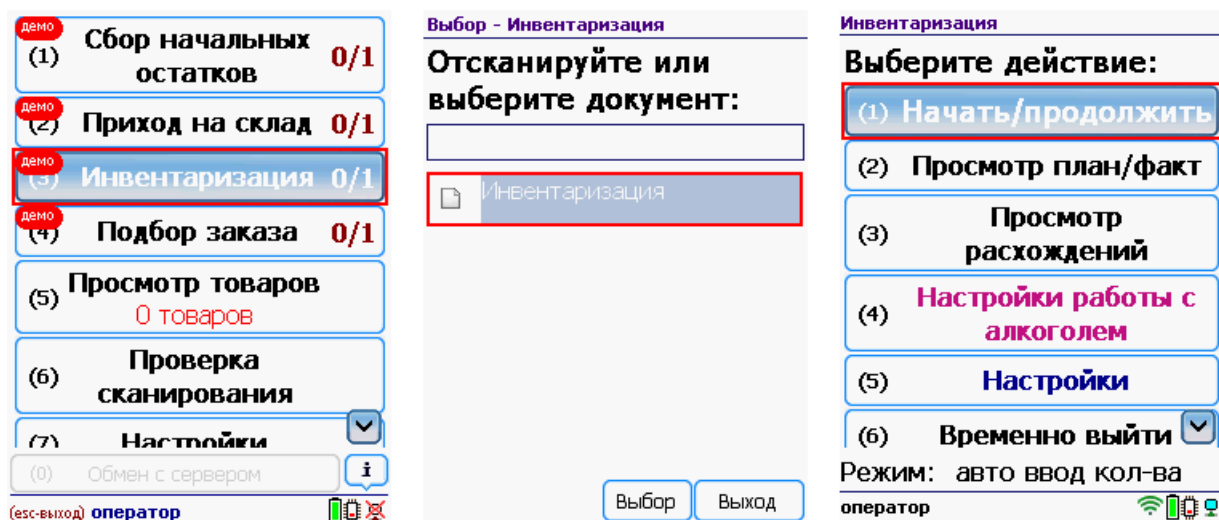 демо
(1) Сбор начальных остатков 0/1
демо
(2) Приход на склад 0/1
демо
(3) Инвентаризация 0/1
демо
(4) Подбор заказа 0/1
(5) Просмотр товаров
0 товаров
(6) Проверка сканирования
(7) Настройки
(0) Обмен с сервером
i
(esc-выход) оператор
Выбор - Инвентаризация
Отсканируйте или
выберите документ:
Инвентаризация
Выбор Выход
Инвентаризация
Выберите действие:
(1) Начать/продолжить
(2) Просмотр план/факт
(3) Просмотр расхождений
(4) Настройки работы с алкоголем
(5) Настройки
(6) Временно выйти
Режим: авто ввод кол-ва
оператор